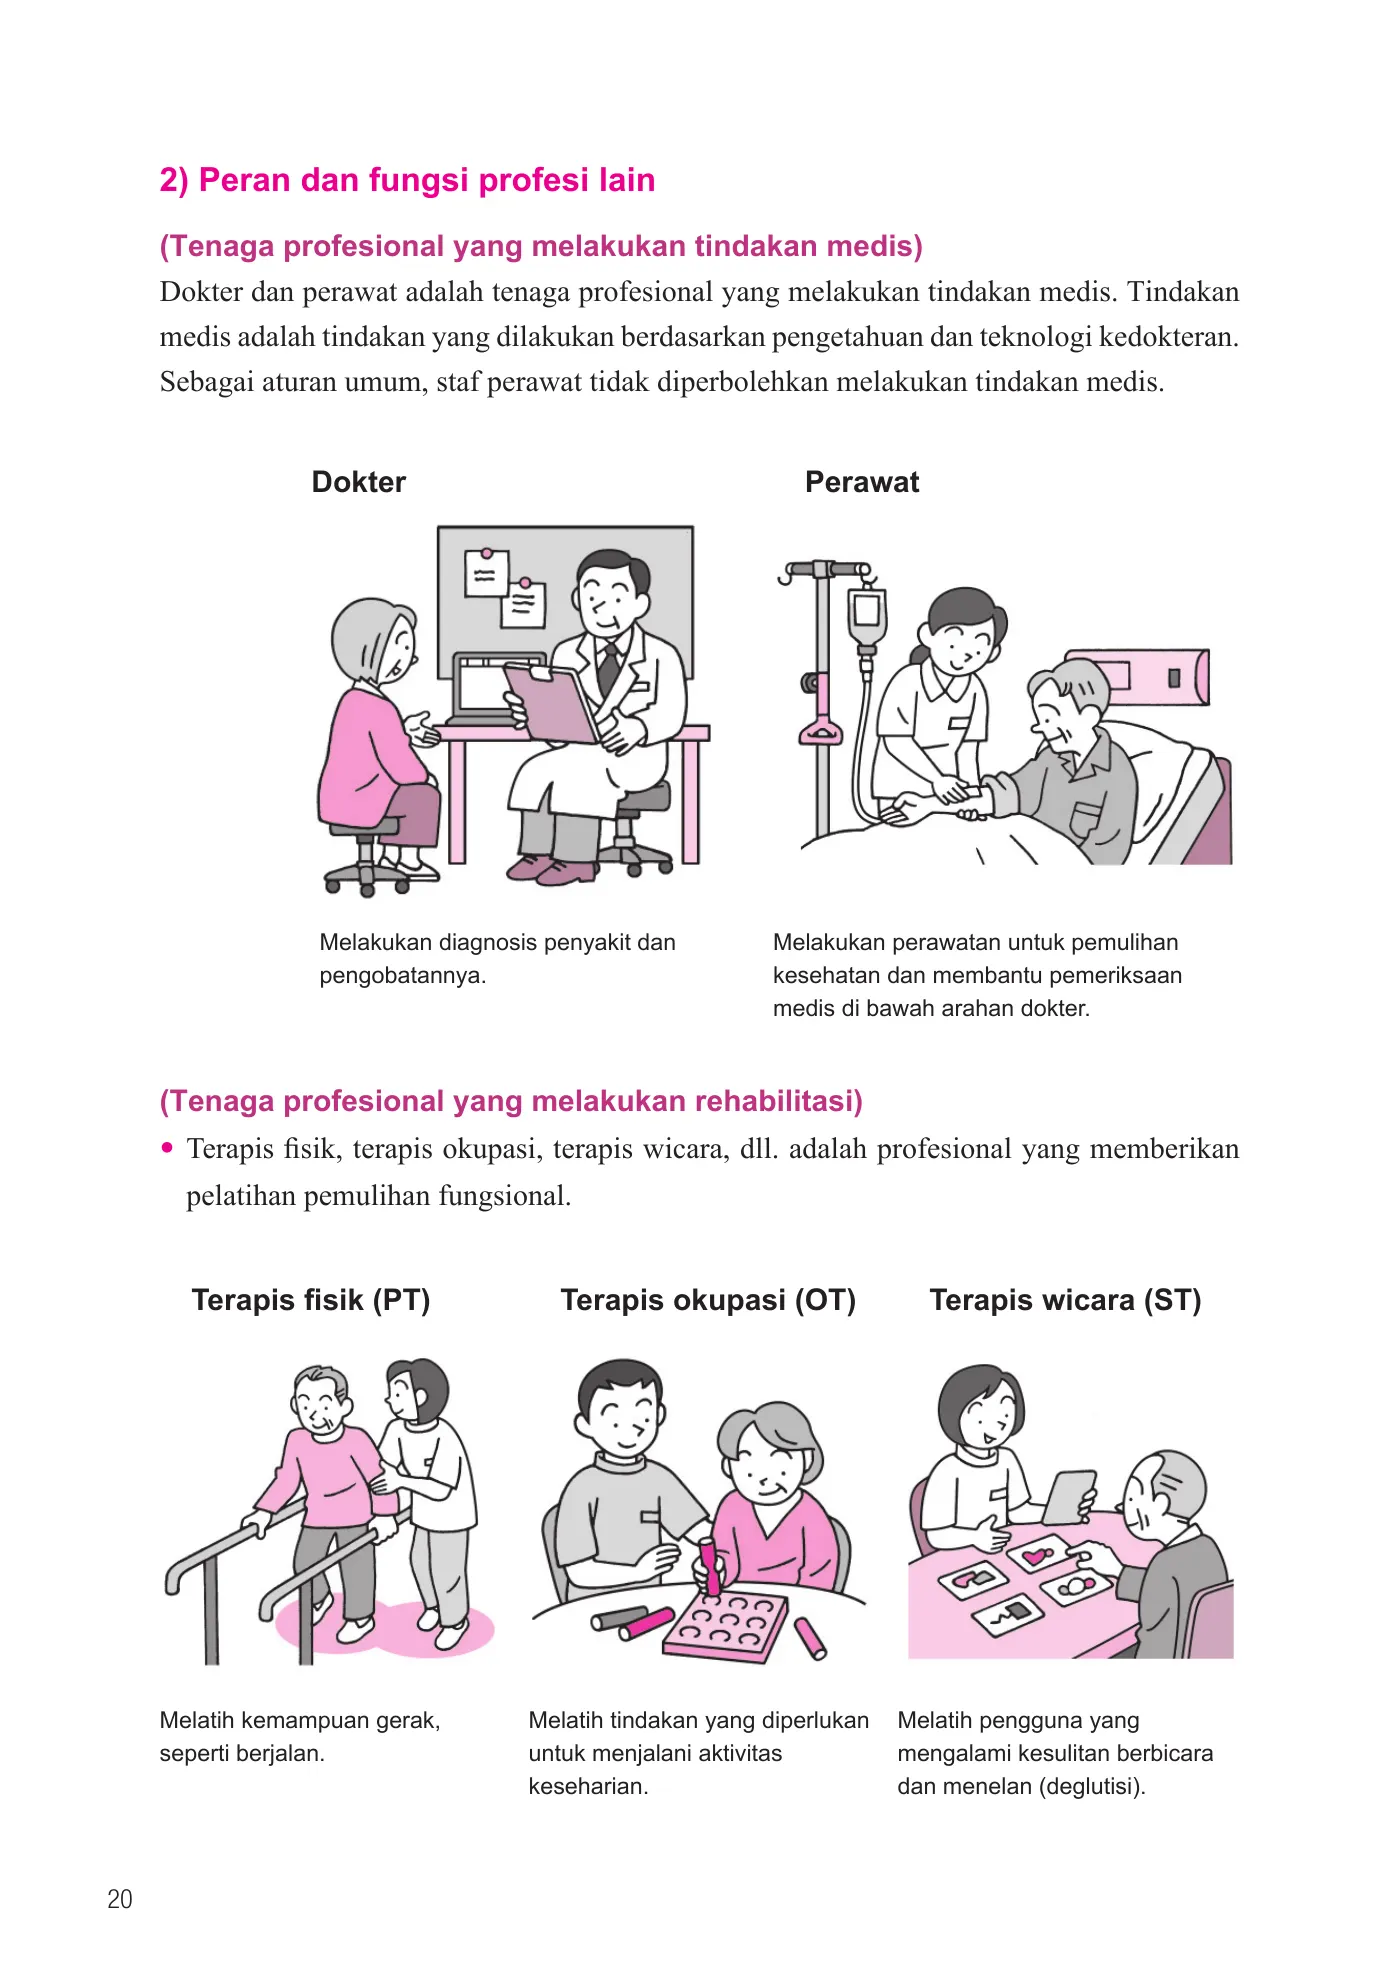 2) Peran dan fungsi profesi lain
(Tenaga profesional yang melakukan tindakan medis)
Dokter dan perawat adalah tenaga profesional yang melakukan tindakan medis. Tindakan
medis adalah tindakan yang dilakukan berdasarkan pengetahuan dan teknologi kedokteran.
Sebagai aturan umum, staf perawat tidak diperbolehkan melakukan tindakan medis.
Dokter
Perawat
Melakukan diagnosis penyakit dan
pengobatannya.
Melakukan perawatan untuk pemulihan
kesehatan dan membantu pemeriksaan
medis di bawah arahan dokter.
(Tenaga profesional yang melakukan rehabilitasi)
• Terapis fisik, terapis okupasi, terapis wicara, dll. adalah profesional yang memberikan
pelatihan pemulihan fungsional.
Terapis fisik (PT)
Terapis okupasi (OT)
Terapis wicara (ST)
Melatih kemampuan gerak,
seperti berjalan.
Melatih tindakan yang diperlukan
untuk menjalani aktivitas
keseharian.
Melatih pengguna yang
mengalami kesulitan berbicara
dan menelan (deglutisi).
20